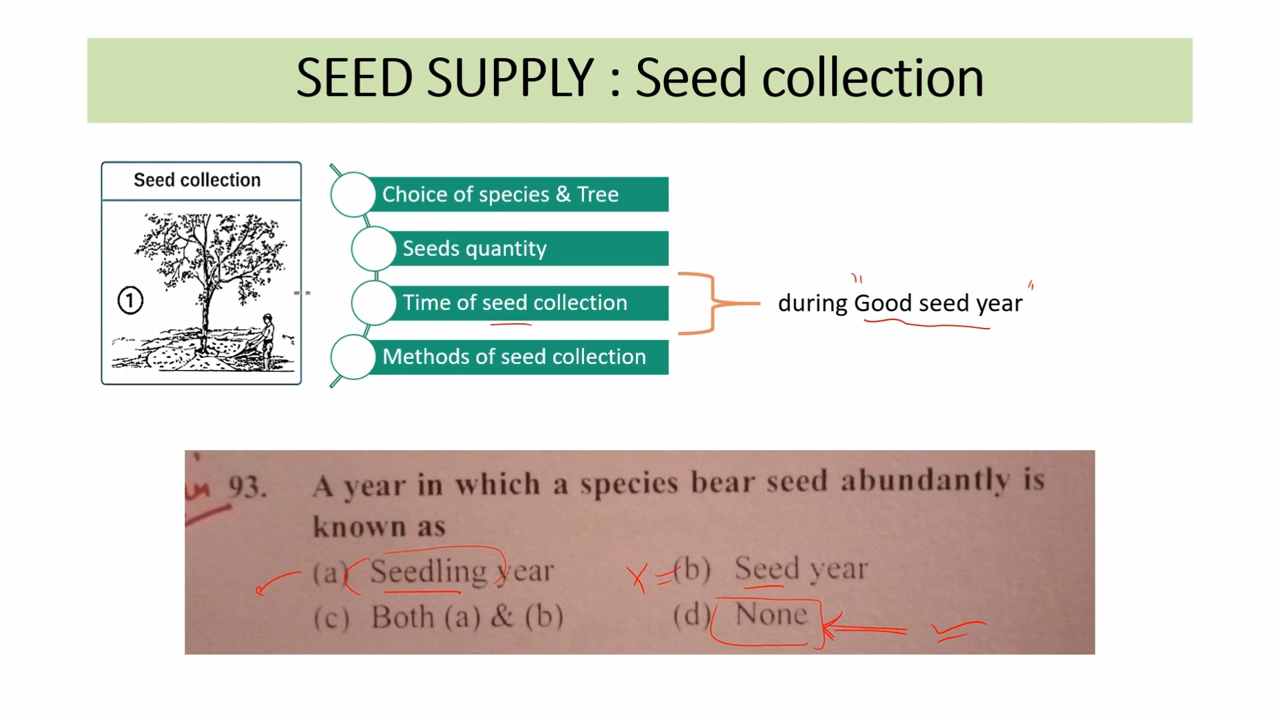 SEED SUPPLY : Seed collection
Seed collection
1
Choice of species & Tree
Seeds quantity
Time of seed collection
Methods of seed collection
during "Good seed year"
93. A year in which a species bear seed abundantly is
known as
(a) Seedling year (b) Seed year
(c) Both (a) & (b) (d) None